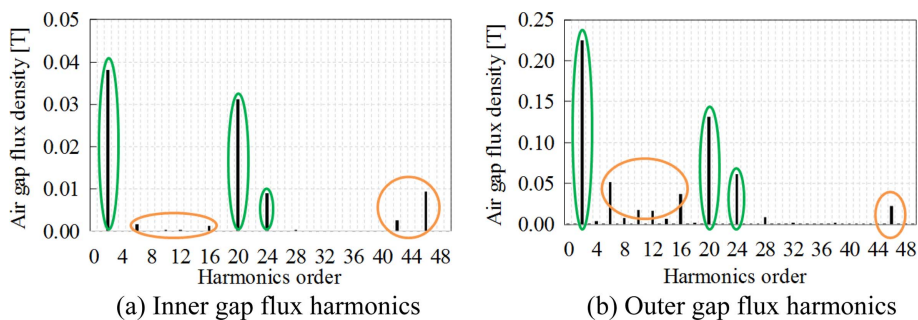 0.05
0.04
0.03
0.02
0.01
0.00
Air gap flux density [T]
0 4 8 12 16 20 24 28 32 36 40 44 48
Harmonics order
(a) Inner gap flux harmonics
0.25
0.20
0.15
0.10
0.05
0.00
Air gap flux density [T]
0 4 8 12 16 20 24 28 32 36 40 44 48
Harmonics order
(b) Outer gap flux harmonics